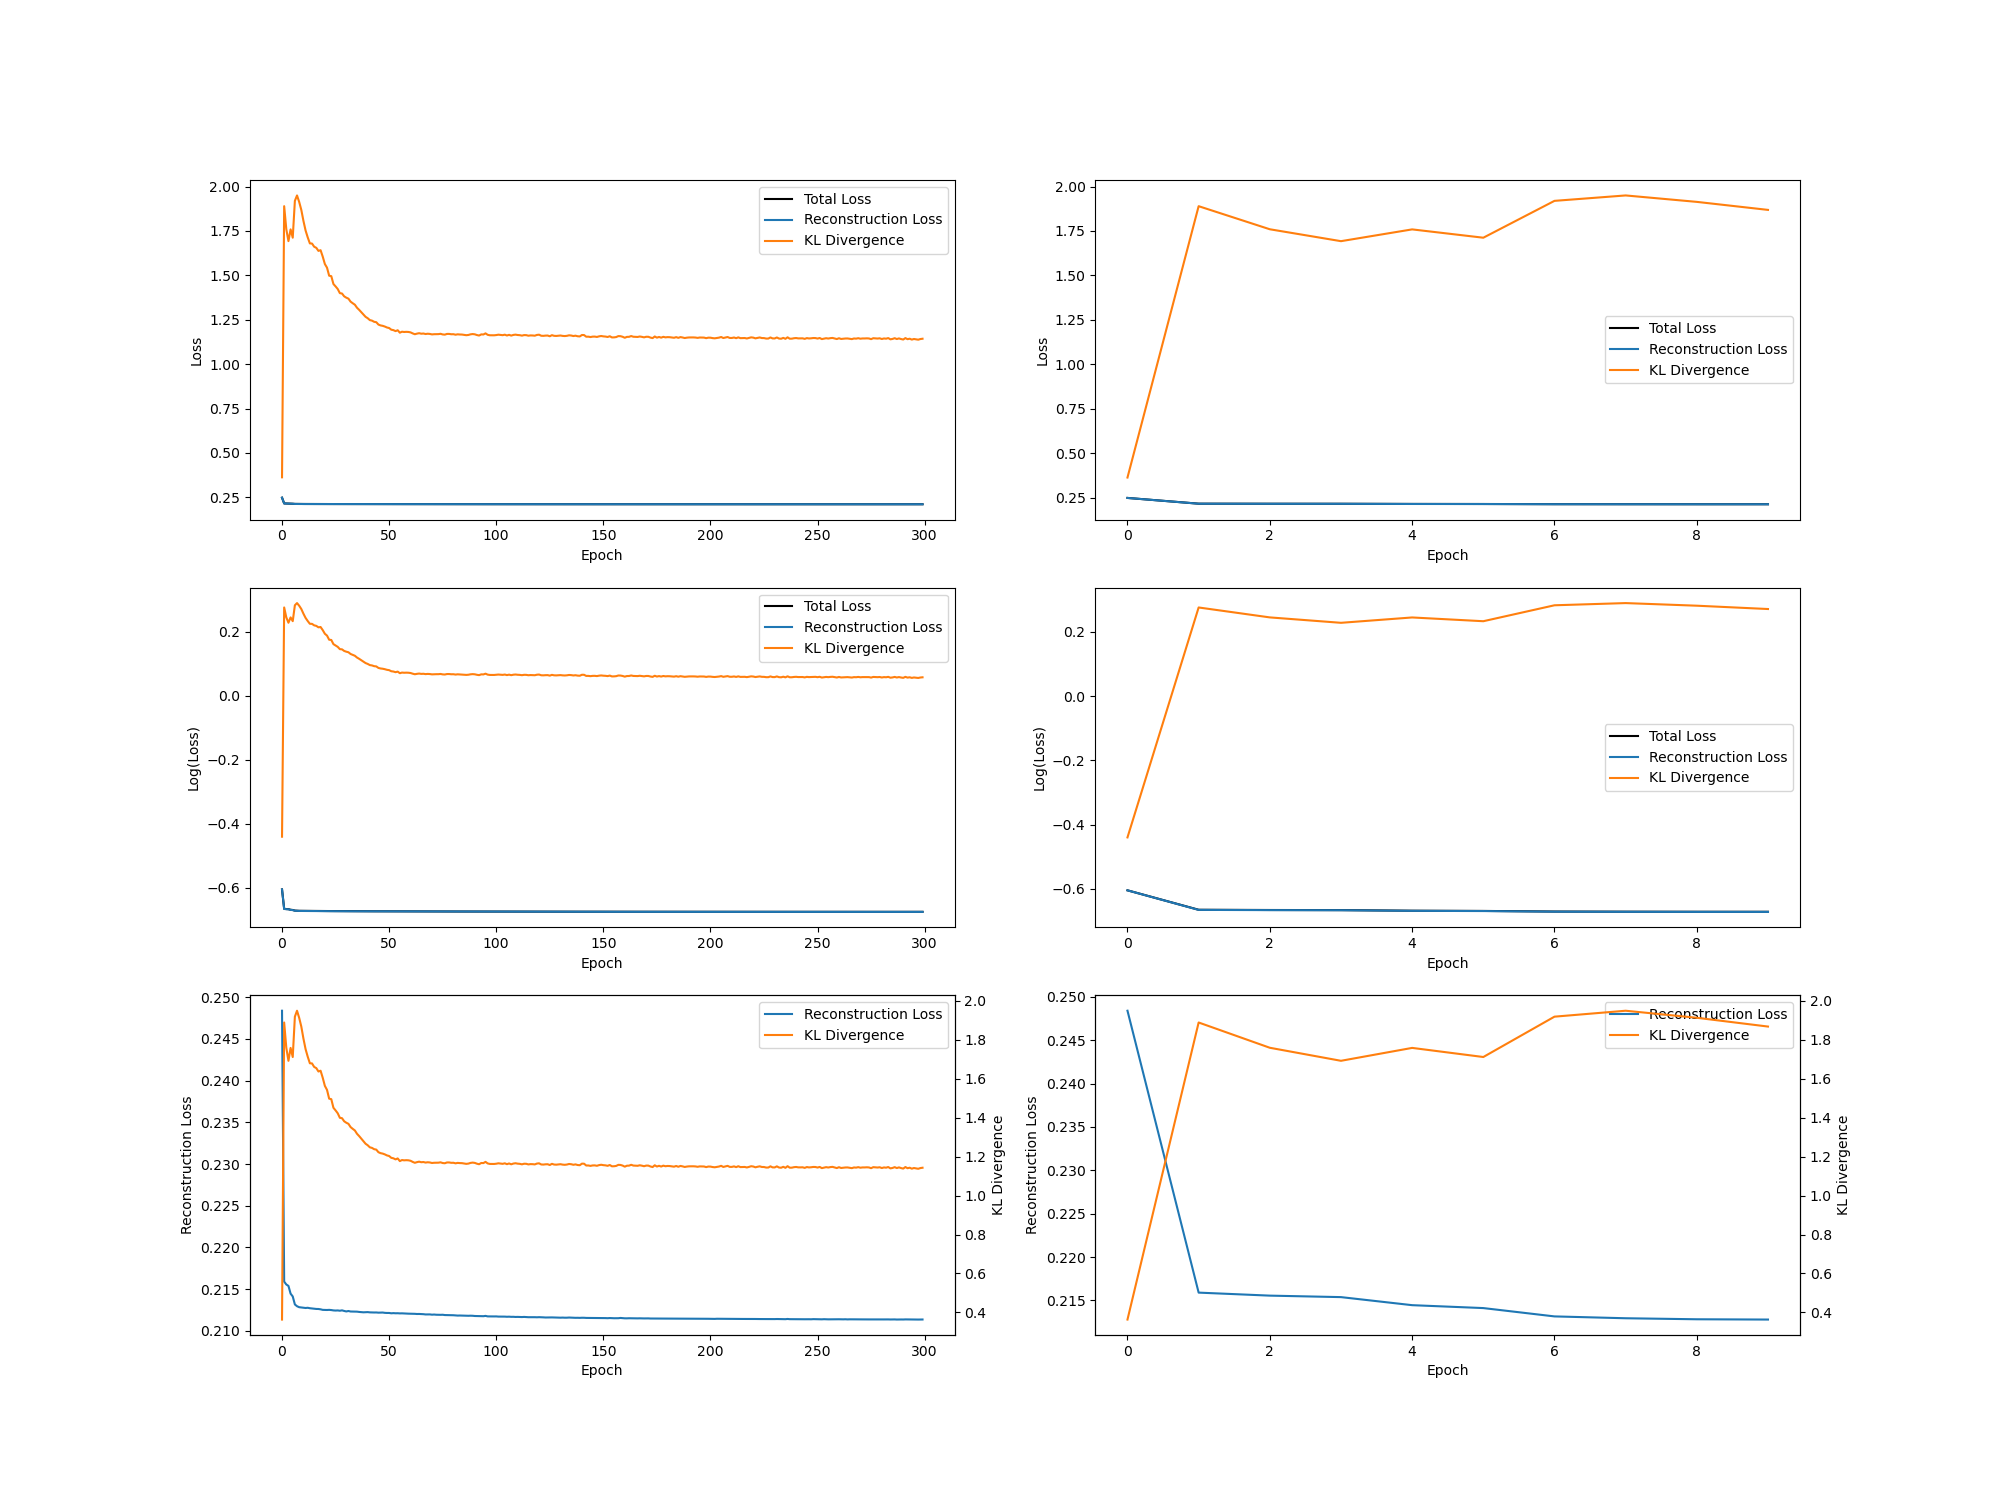 2.00
1.75
1.50
1.25
1.00
0.75
0.50
0.25
Loss
0 50 100 150 200 250 300
Epoch
Total Loss
Reconstruction Loss
KL Divergence
2.00
1.75
1.50
1.25
1.00
0.75
0.50
0.25
Loss
0 2 4 6 8
Epoch
Total Loss
Reconstruction Loss
KL Divergence
0.2
0.0
−0.2
−0.4
−0.6
Log(Loss)
0 50 100 150 200 250 300
Epoch
Total Loss
Reconstruction Loss
KL Divergence
0.2
0.0
−0.2
−0.4
−0.6
Log(Loss)
0 2 4 6 8
Epoch
Total Loss
Reconstruction Loss
KL Divergence
0.250
0.245
0.240
0.235
0.230
0.225
0.220
0.215
0.210
Reconstruction Loss
0 50 100 150 200 250 300
Epoch
Reconstruction Loss
KL Divergence
2.0
1.8
1.6
1.4
1.2
1.0
0.8
0.6
0.4
KL Divergence
0.250
0.245
0.240
0.235
0.230
0.225
0.220
0.215
Reconstruction Loss
0 2 4 6 8
Epoch
Reconstruction Loss
KL Divergence
2.0
1.8
1.6
1.4
1.2
1.0
0.8
0.6
0.4
KL Divergence